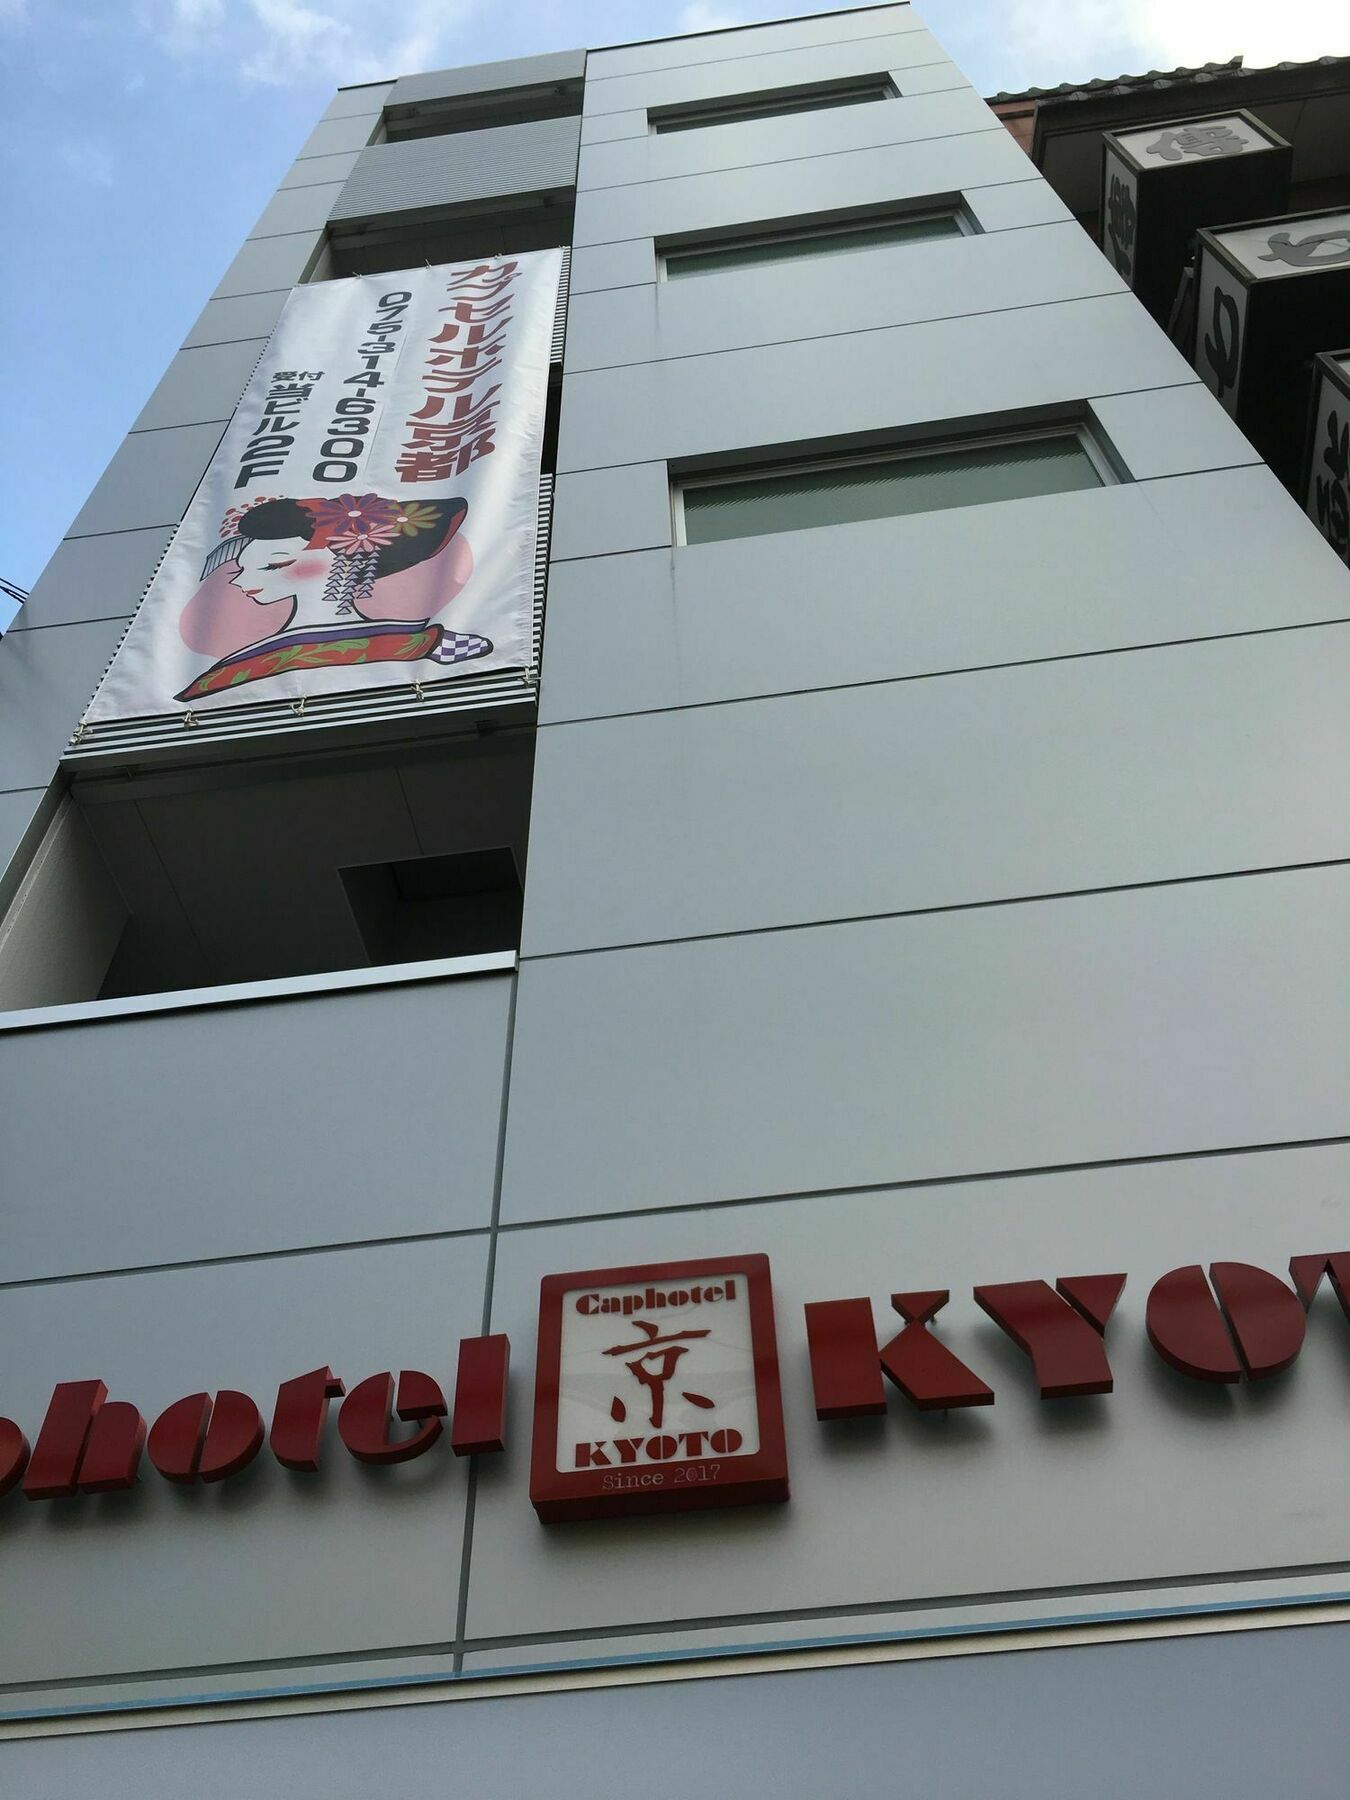 カプセルホテル京都
075-314-6300
受付
当ビル2F
photel
Caphotel
京
KYOTO
Since 2017
KYOT